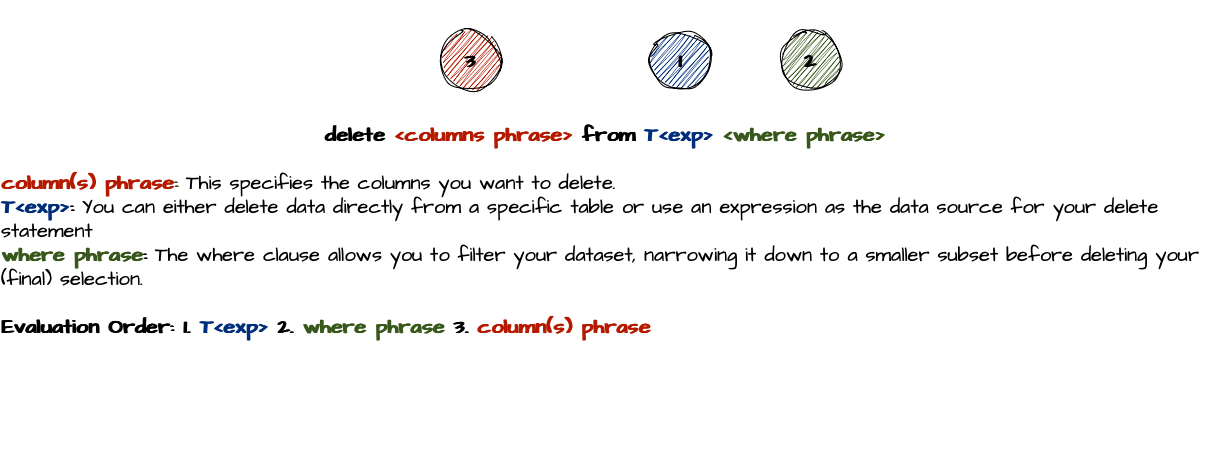 3 1 2
delete <columns phrase> from T<exp> <where phrase>
column(s) phrase: This specifies the columns you want to delete.
T<exp>: You can either delete data directly from a specific table or use an expression as the data source for your delete
statement
where phrase: The where clause allows you to filter your dataset, narrowing it down to a smaller subset before deleting your
(final) selection.
Evaluation Order: 1. T<exp> 2. where phrase 3. column(s) phrase